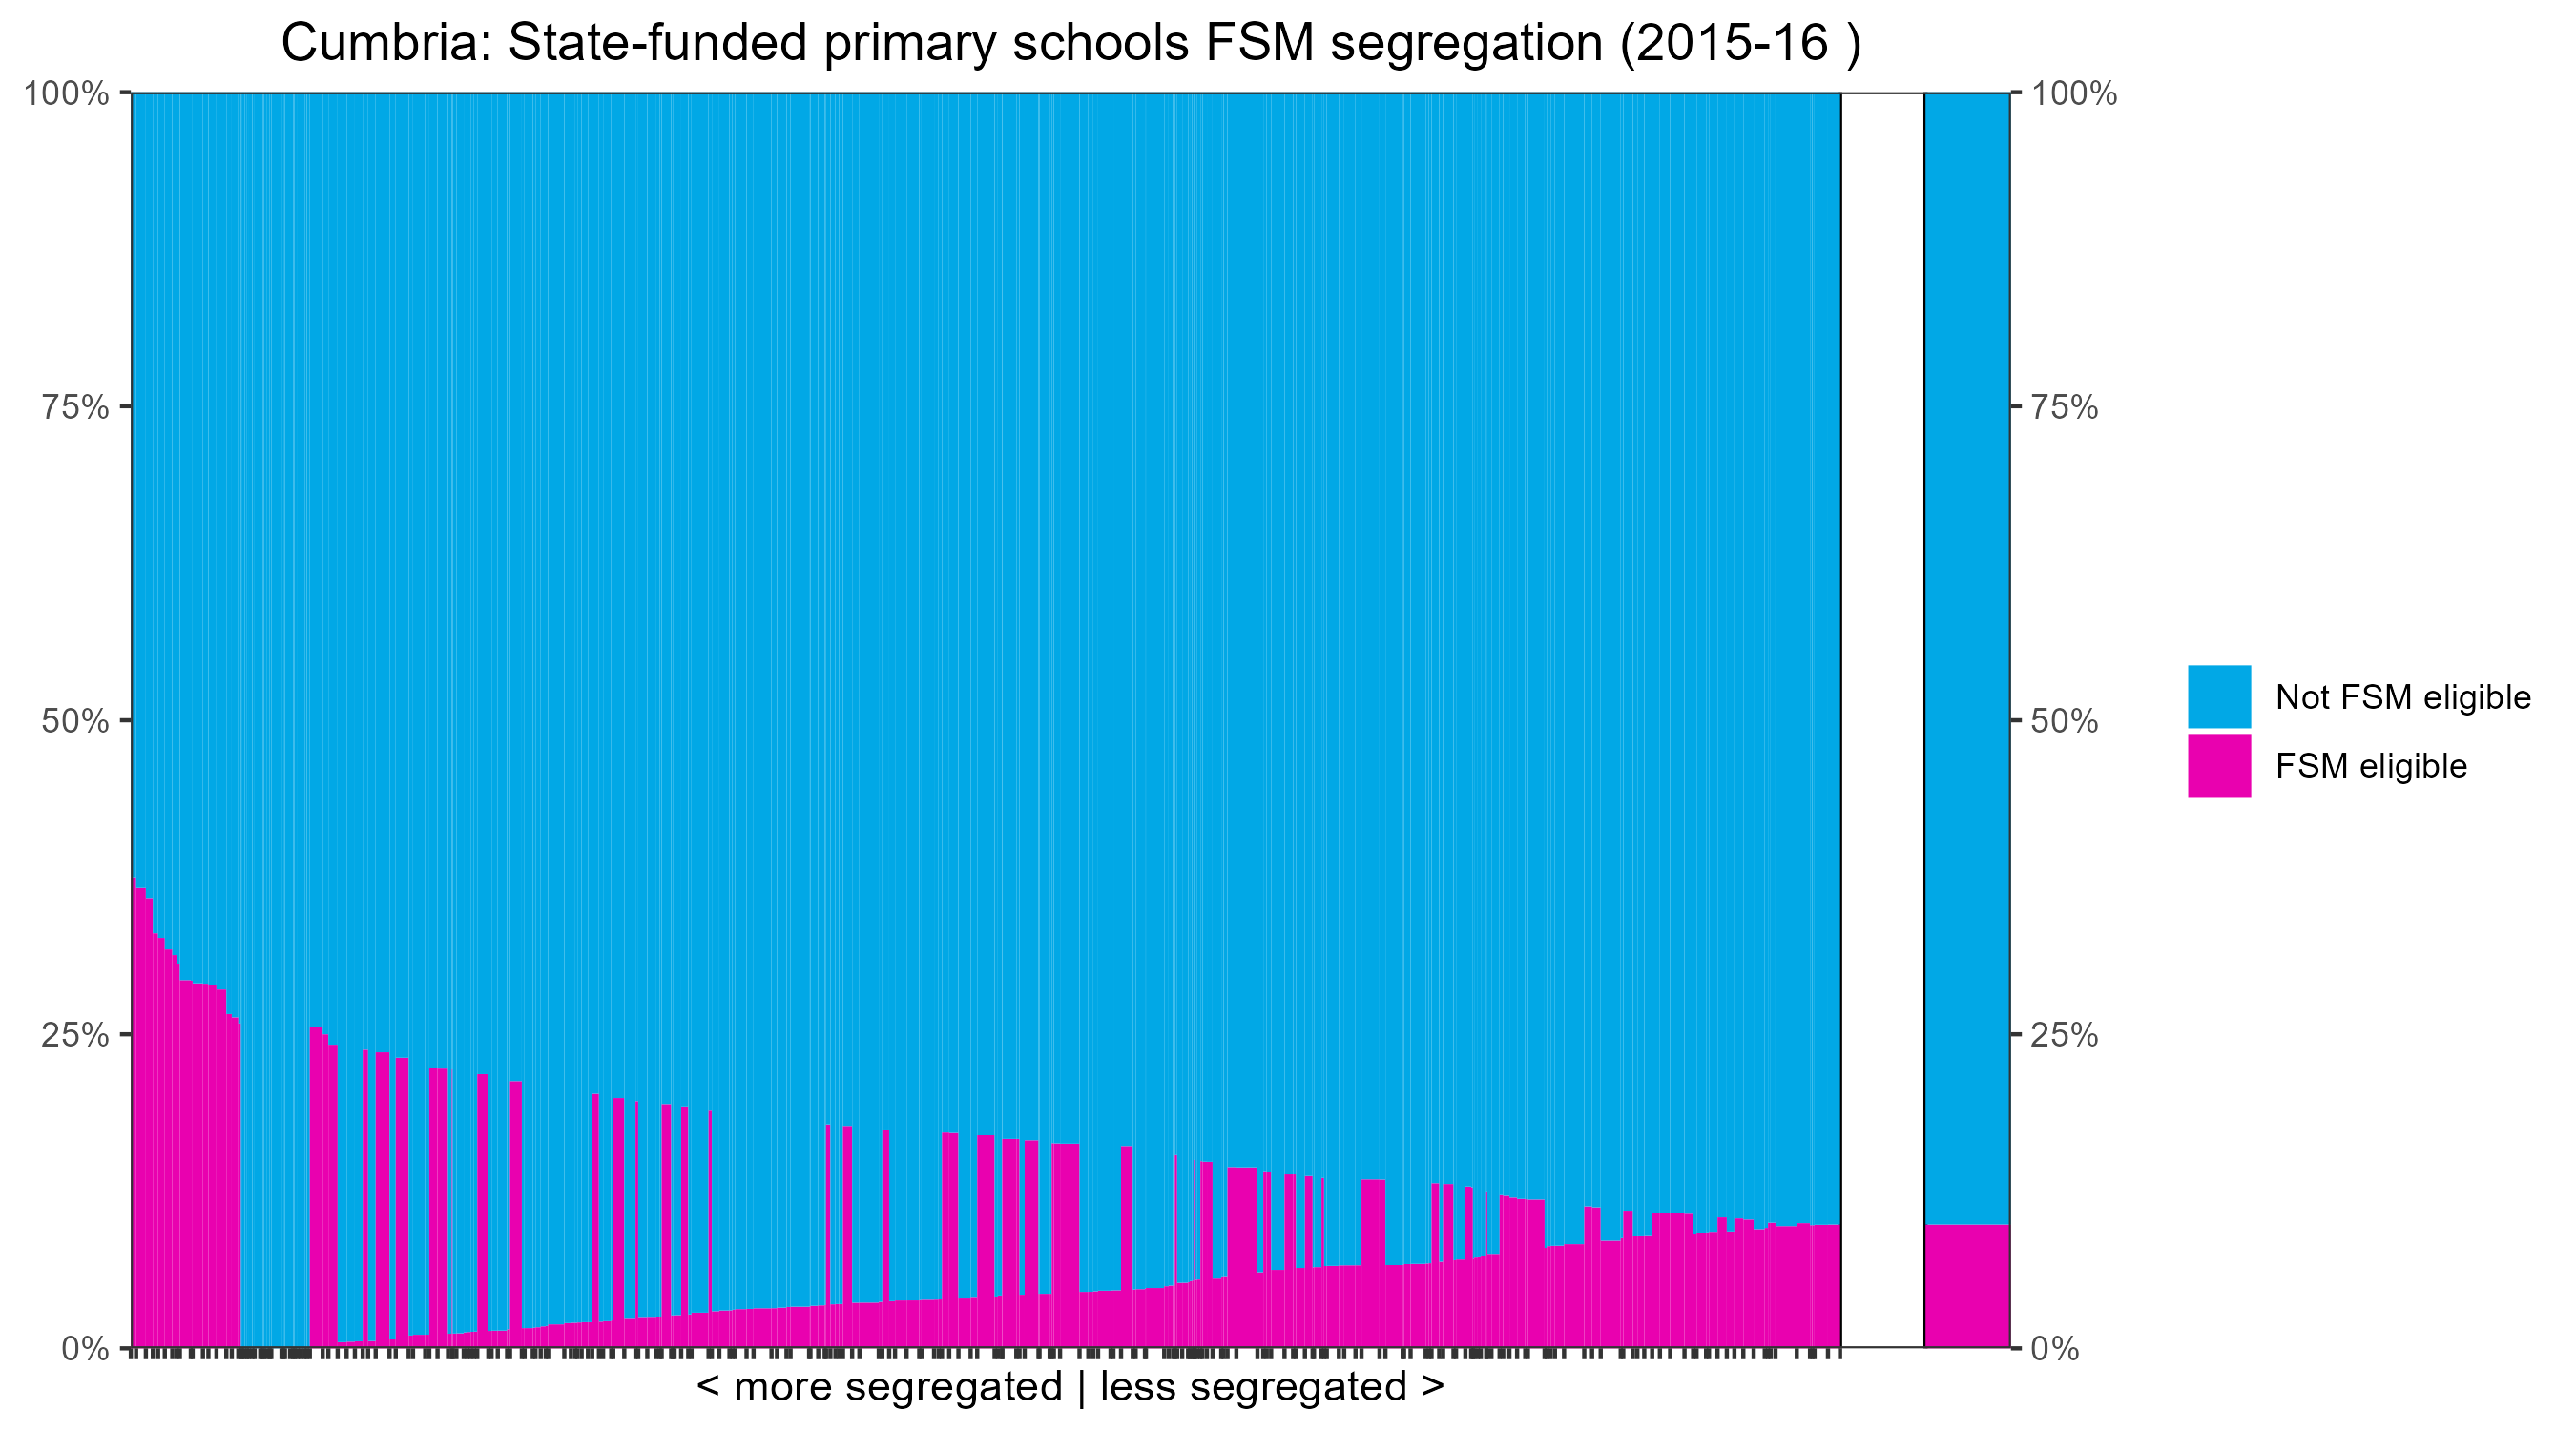 Cumbria: State-funded primary schools FSM segregation (2015-16 )
100%
75%
50%
25%
0%
100%
75%
50%
25%
0%
< more segregated | less segregated >
Not FSM eligible
FSM eligible